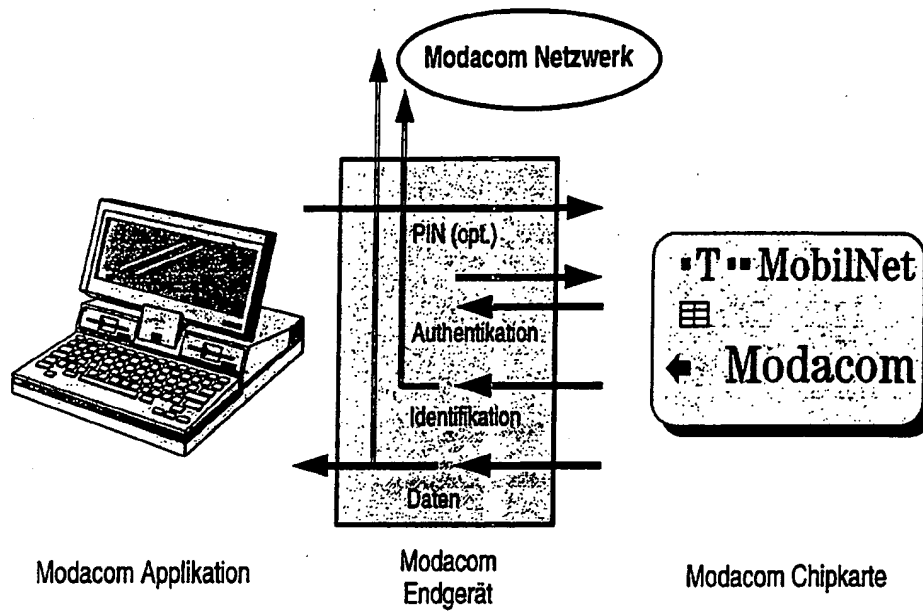 Modacom Netzwerk
PIN (opt.)
Authentikation
Identifikation
Daten
·T··MobilNet
Modacom
Modacom Applikation
Modacom
Endgerät
Modacom Chipkarte